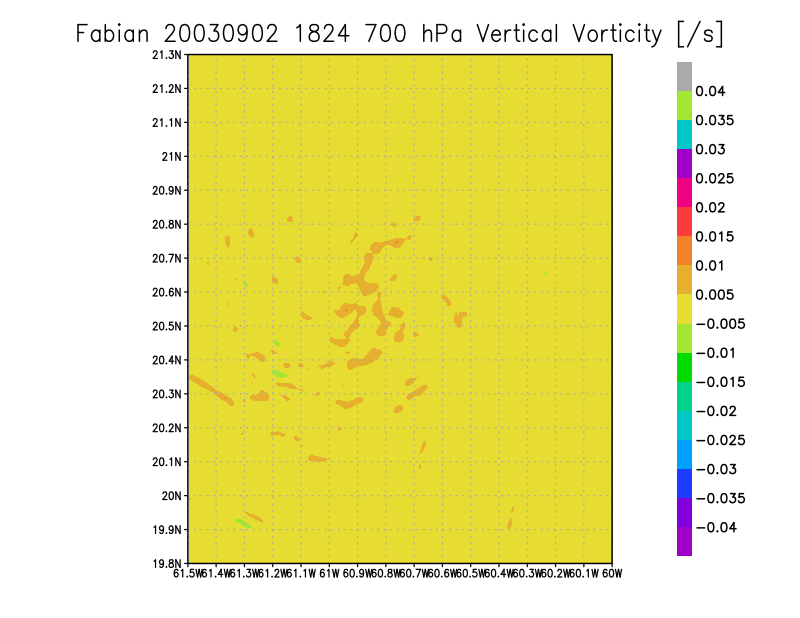 Fabian 20030902 1824 700 hPa Vertical Vorticity [/s]
21.3N
21.2N
21.1N
21N
20.9N
20.8N
20.7N
20.6N
20.5N
20.4N
20.3N
20.2N
20.1N
20N
19.9N
19.8N
61.5W 61.4W 61.3W 61.2W 61.1W 61W 60.9W 60.8W 60.7W 60.6W 60.5W 60.4W 60.3W 60.2W 60.1W 60W
0.04
0.035
0.03
0.025
0.02
0.015
0.01
0.005
−0.005
−0.01
−0.015
−0.02
−0.025
−0.03
−0.035
−0.04